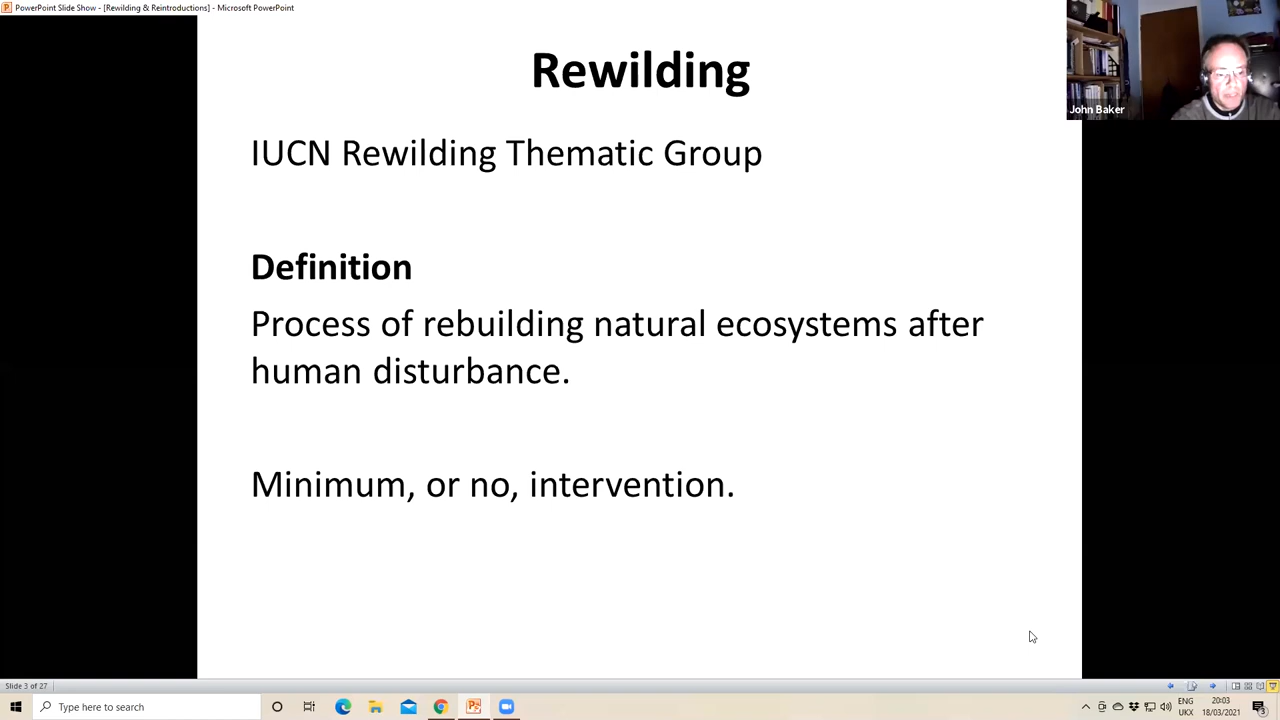 PowerPoint Slide Show - [Rewilding & Reintroductions] - Microsoft PowerPoint
Rewilding
John Baker
IUCN Rewilding Thematic Group
Definition
Process of rebuilding natural ecosystems after
human disturbance.
Minimum, or no, intervention.
Slide 3 of 27
Type here to search
ENG
UKX
20:03
18/03/2021
3